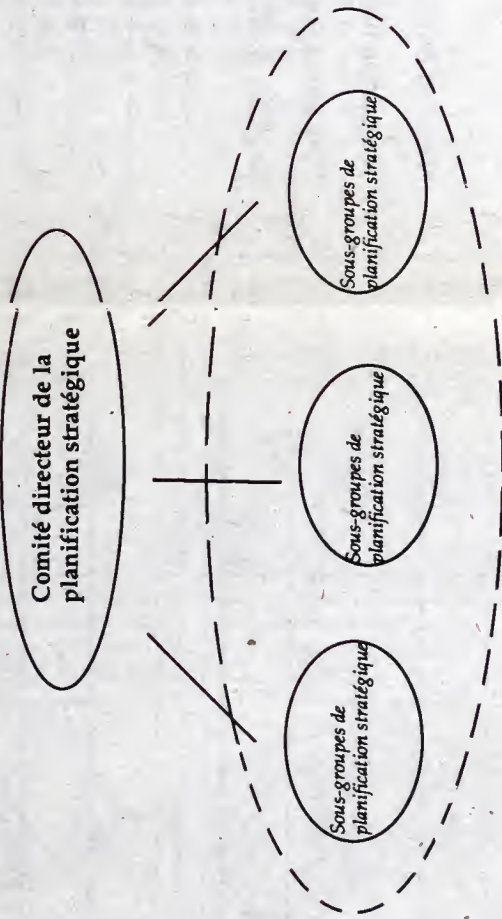 Comité directeur de la
planification stratégique
Sous-groupes de
planification stratégique
Sous-groupes de
planification stratégique
Sous-groupes de
planification stratégique